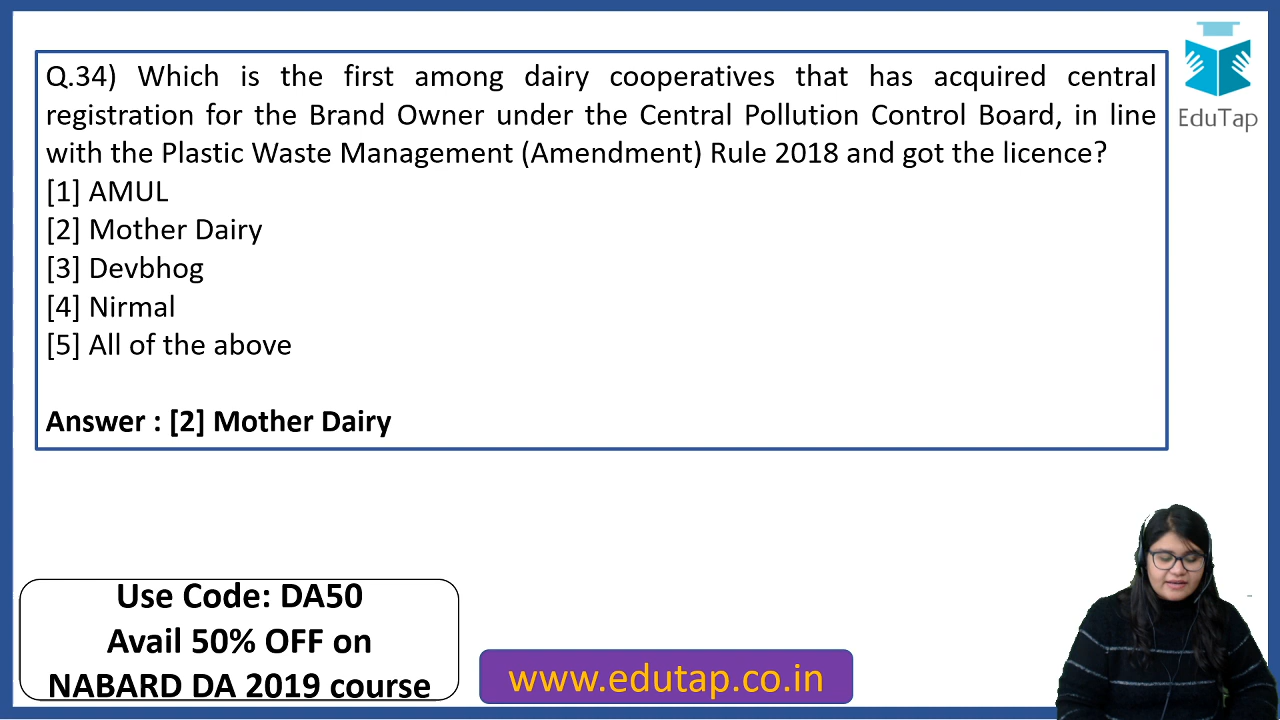 Q.34) Which is the first among dairy cooperatives that has acquired central
registration for the Brand Owner under the Central Pollution Control Board, in line
with the Plastic Waste Management (Amendment) Rule 2018 and got the licence?
[1] AMUL
[2] Mother Dairy
[3] Devbhog
[4] Nirmal
[5] All of the above
Answer : [2] Mother Dairy
EduTap
Use Code: DA50
Avail 50% OFF on
NABARD DA 2019 course
www.edutap.co.in